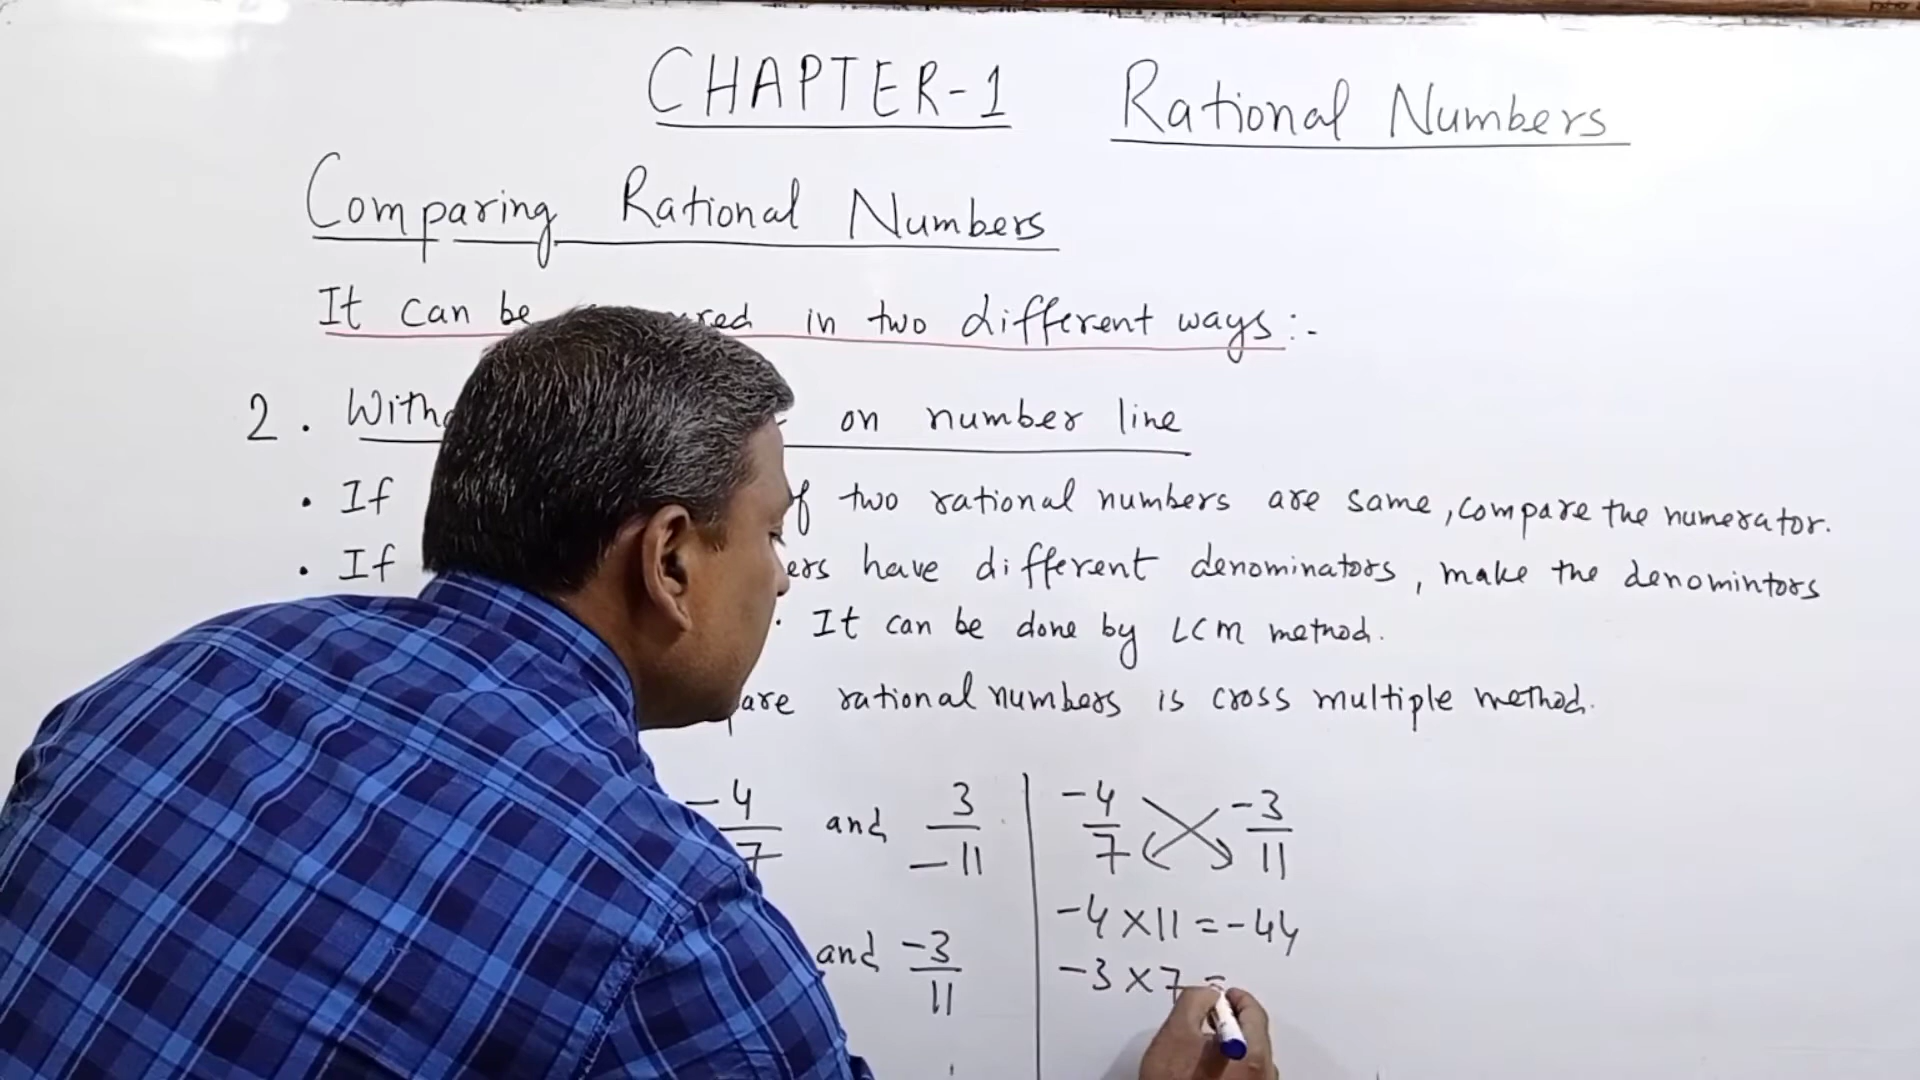 CHAPTER-1 Rational Numbers
Comparing Rational Numbers
It can be in two different ways:-
2. on number line
• If of two rational numbers are same, compare the numerator.
• If have different denominators, make the denomintors
. It can be done by LCM method.
rational numbers is cross multiple method.
-4/7 and 3/-11
and -3/11
-4/7 -3/11
-4×11=-44
-3×7=